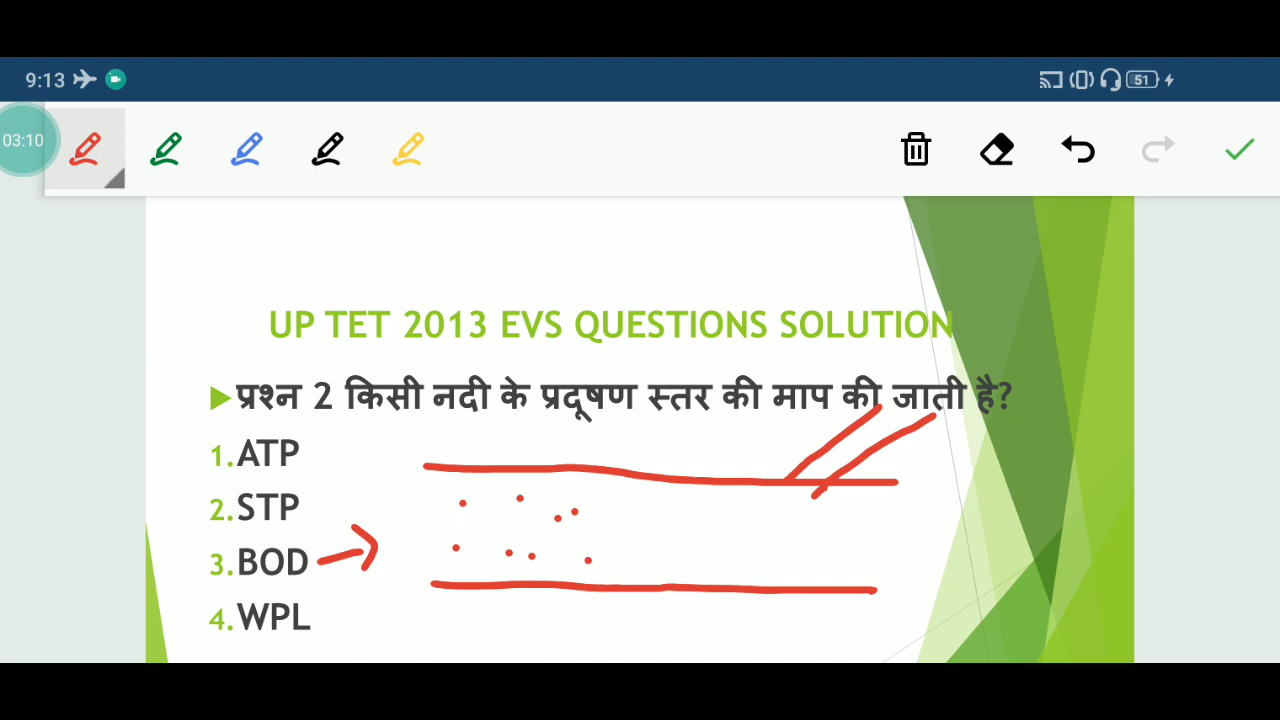 9:13
51
03:10
UP TET 2013 EVS QUESTIONS SOLUTION
प्रश्न 2 किसी नदी के प्रदूषण स्तर की माप की जाती है?
1. ATP
2. STP
3. BOD
4. WPL